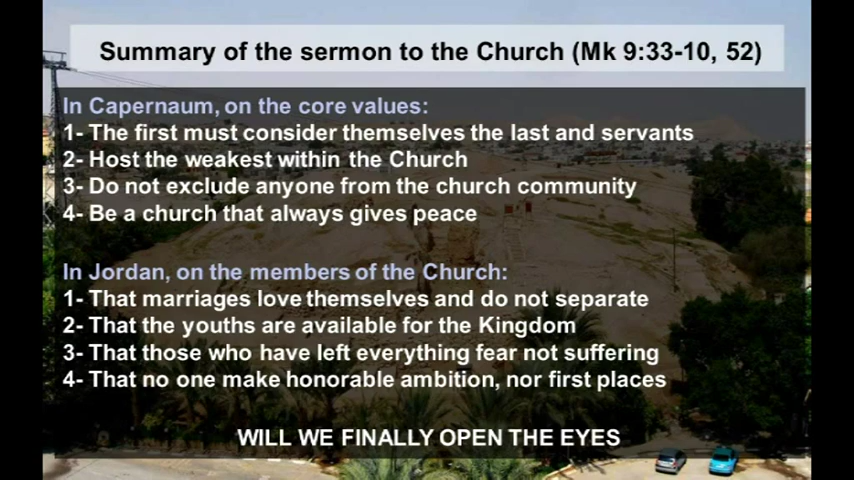 Summary of the sermon to the Church (Mk 9:33-10, 52)
In Capernaum, on the core values:
1- The first must consider themselves the last and servants
2- Host the weakest within the Church
3- Do not exclude anyone from the church community
4- Be a church that always gives peace
In Jordan, on the members of the Church:
1- That marriages love themselves and do not separate
2- That the youths are available for the Kingdom
3- That those who have left everything fear not suffering
4- That no one make honorable ambition, nor first places
WILL WE FINALLY OPEN THE EYES